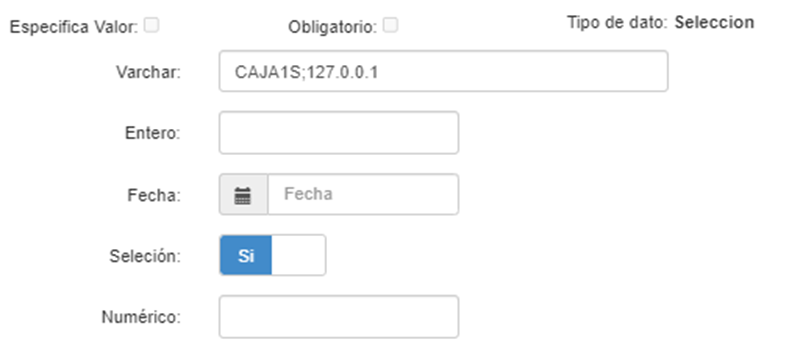 Especifica Valor: Obligatorio: Tipo de dato: Seleccion
Varchar: CAJA1S;127.0.0.1
Entero:
Fecha: Fecha
Seleción: Si
Numérico: